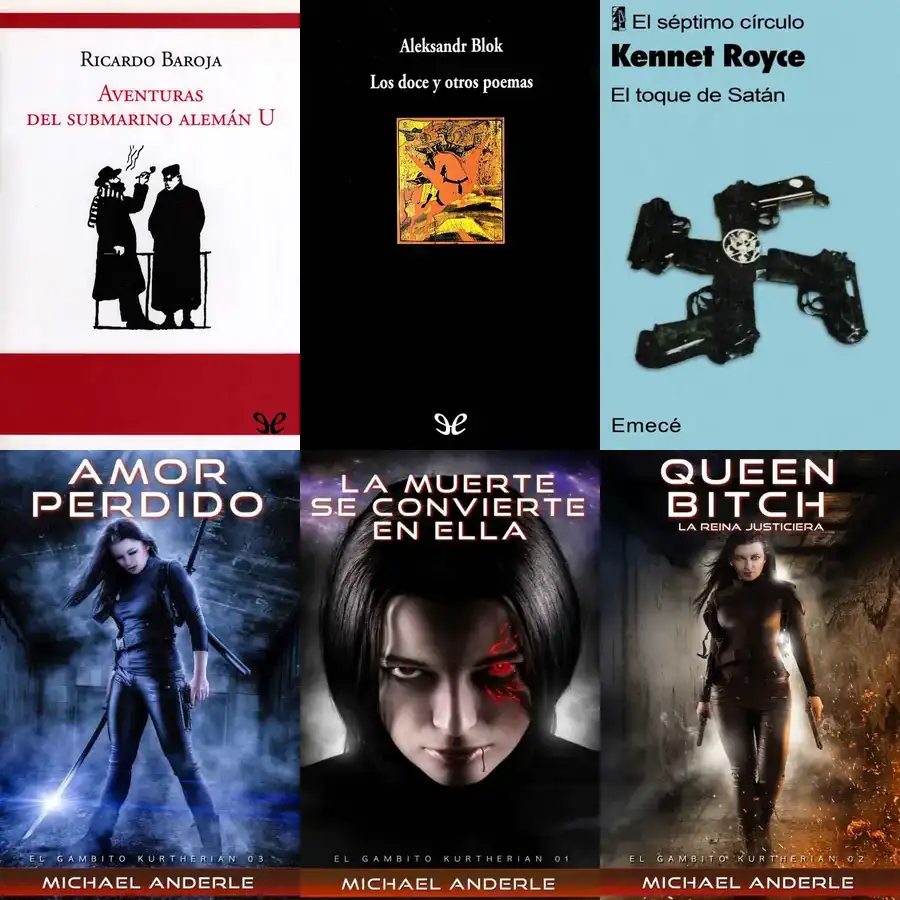 RICARDO BAROJA
AVENTURAS
DEL SUBMARINO ALEMÁN U
Aleksandr Blok
Los doce y otros poemas
El séptimo círculo
Kennet Royce
El toque de Satán
Emecé
AMOR
PERDIDO
EL GAMBITO KURTHERIAN 03
MICHAEL ANDERLE
LA MUERTE
SE CONVIERTE
EN ELLA
EL GAMBITO KURTHERIAN 01
MICHAEL ANDERLE
QUEEN
BITCH
LA REINA JUSTICIERA
EL GAMBITO KURTHERIAN 02
MICHAEL ANDERLE